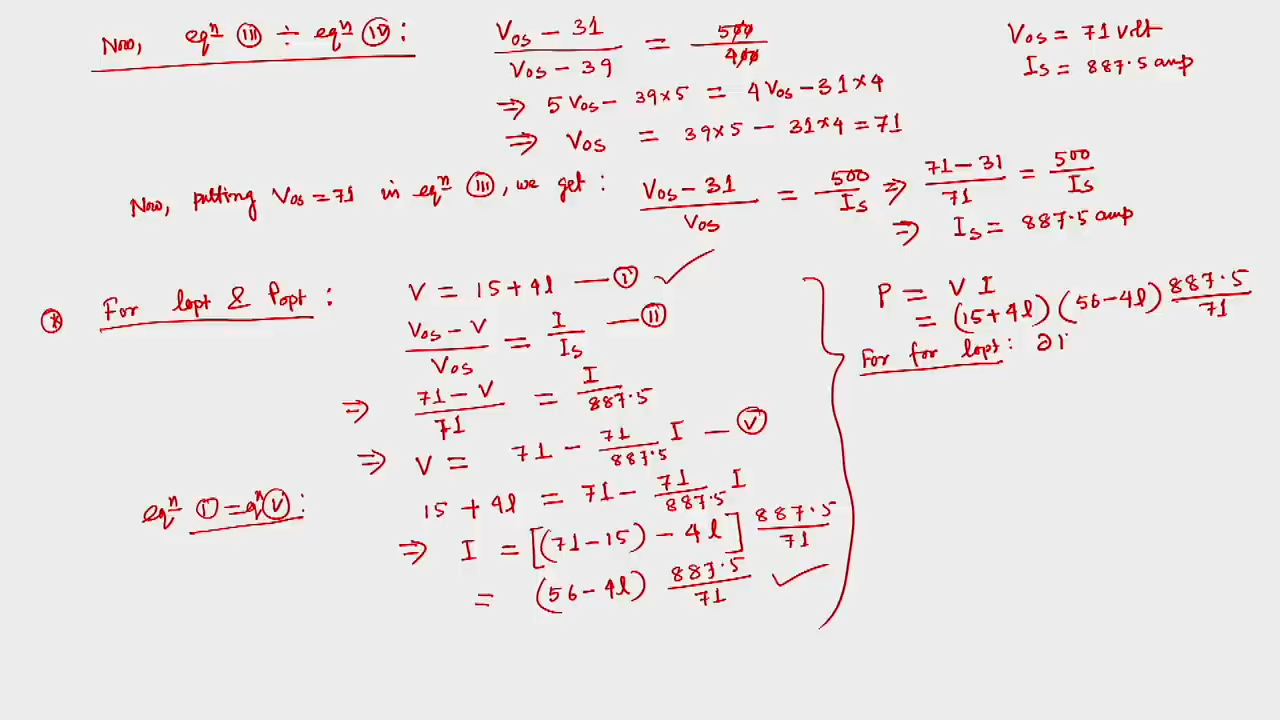 Now, eqⁿ (iii) ÷ eqⁿ (iv):
(Vos − 31)/(Vos − 39) = 500/400
⇒ 5Vos − 39×5 = 4Vos − 31×4
⇒ Vos = 39×5 − 31×4 = 71
Vos = 71 volt
Is = 887.5 amp
Now, putting Vos = 71 in eqⁿ (iii), we get: (Vos − 31)/Vos = 500/Is ⇒ (71 − 31)/71 = 500/Is
⇒ Is = 887.5 amp
* For lopt & Popt:
V = 15 + 4l — (i) ✓
(Vos − V)/Vos = I/Is — (ii)
⇒ (71 − V)/71 = I/887.5
⇒ V = 71 − 71/887.5 I — (v)
eqⁿ (i) = eqⁿ (v):
15 + 4l = 71 − 71/887.5 I
⇒ I = [(71 − 15) − 4l] 887.5/71
= (56 − 4l) 887.5/71 ✓
P = V I
= (15 + 4l)(56 − 4l) 887.5/71
For for lopt: